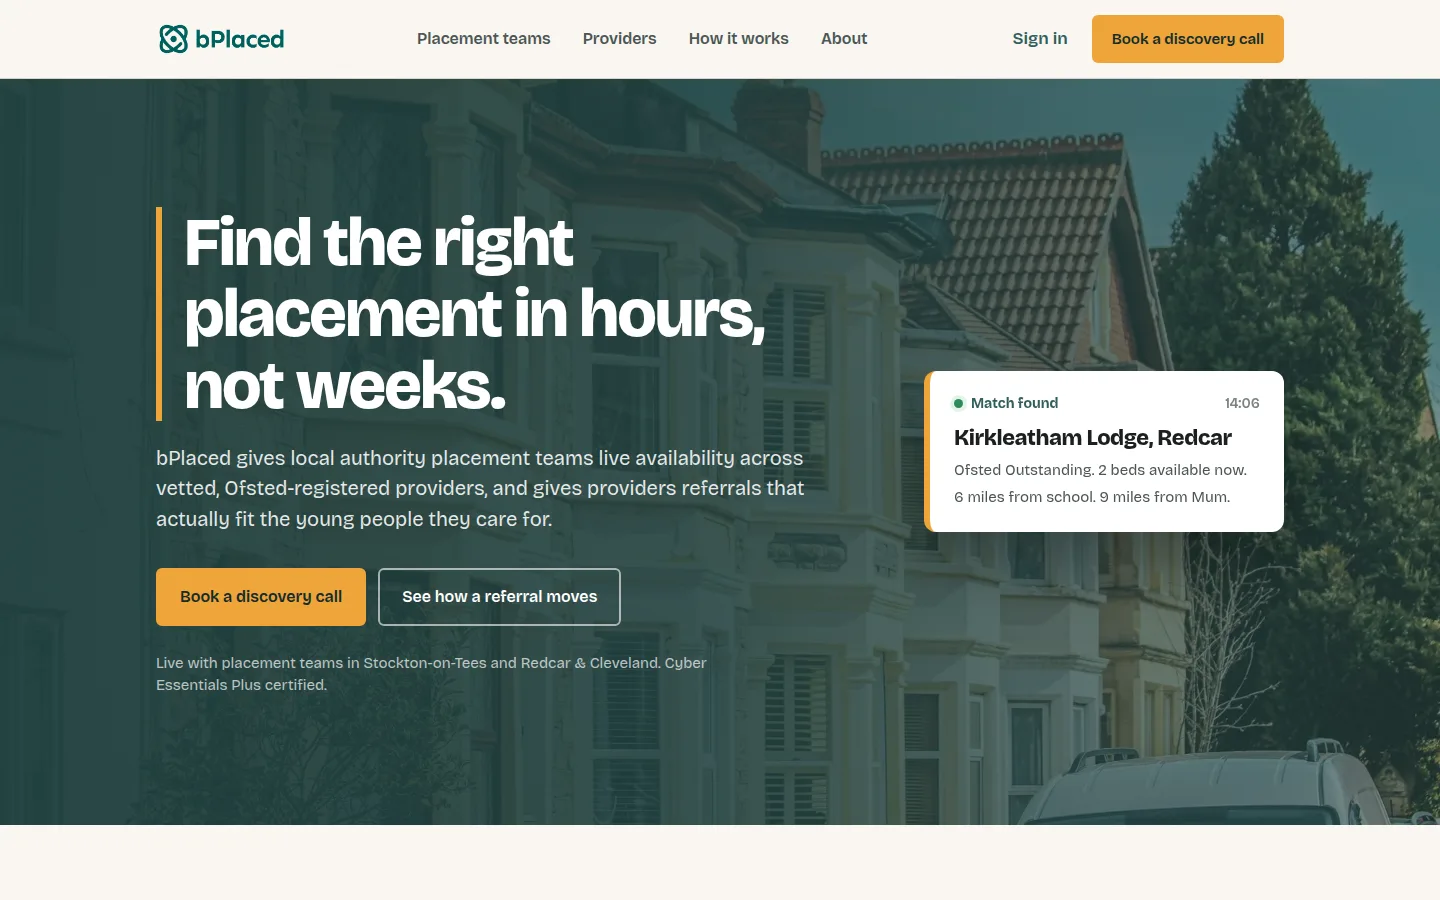 bPlaced
Placement teams
Providers
How it works
About
Sign in
Book a discovery call
Find the right
placement in hours,
not weeks.
bPlaced gives local authority placement teams live availability across
vetted, Ofsted-registered providers, and gives providers referrals that
actually fit the young people they care for.
Book a discovery call
See how a referral moves
Live with placement teams in Stockton-on-Tees and Redcar & Cleveland. Cyber
Essentials Plus certified.
Match found
14:06
Kirkleatham Lodge, Redcar
Ofsted Outstanding. 2 beds available now.
6 miles from school. 9 miles from Mum.